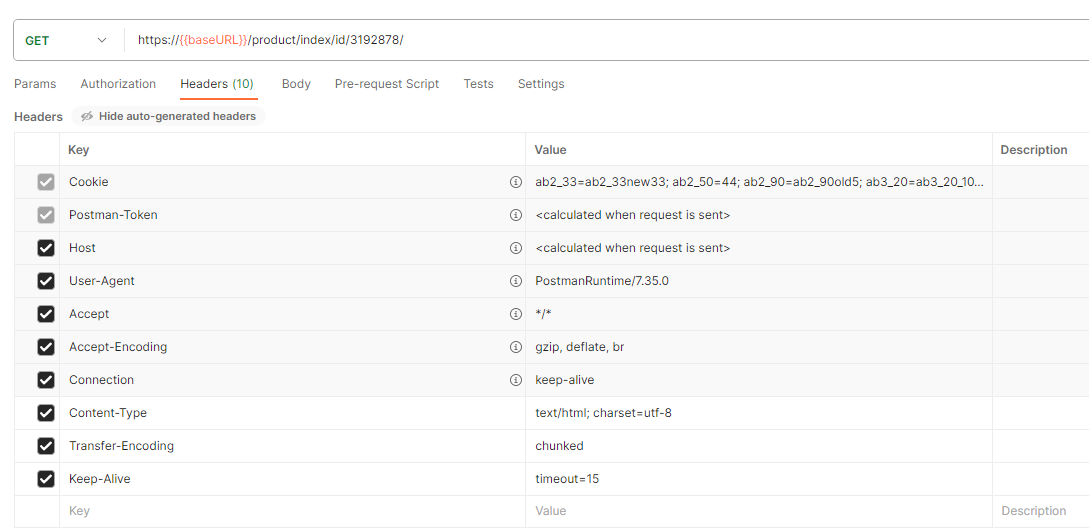 GET https://{{baseURL}}/product/index/id/3192878/
Params Authorization Headers (10) Body Pre-request Script Tests Settings
Headers Hide auto-generated headers
Key Value Description
Cookie ab2_33=ab2_33new33; ab2_50=44; ab2_90=ab2_90old5; ab3_20=ab3_20_10...
Postman-Token <calculated when request is sent>
Host <calculated when request is sent>
User-Agent PostmanRuntime/7.35.0
Accept */*
Accept-Encoding gzip, deflate, br
Connection keep-alive
Content-Type text/html; charset=utf-8
Transfer-Encoding chunked
Keep-Alive timeout=15
Key Value Description